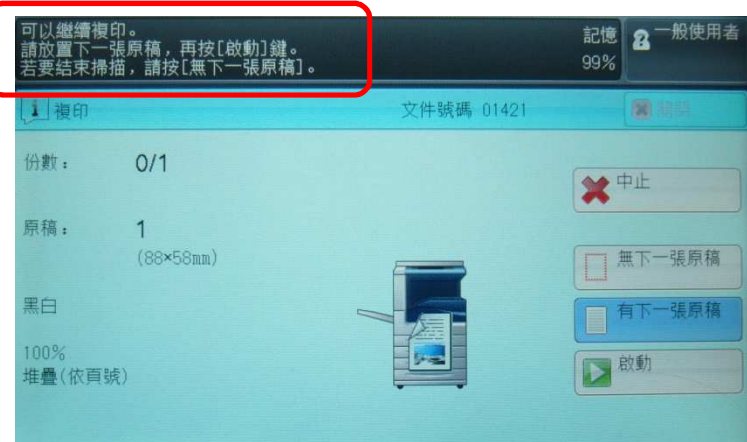 可以繼續複印。
請放置下一張原稿，再按[啟動]鍵。
若要結束掃描，請按[無下一張原稿]。
記憶
99%
一般使用者
複印
文件號碼 01421
關閉
份數：
0/1
中止
原稿：
1
(88×58mm)
無下一張原稿
黑白
有下一張原稿
100%
堆疊(依頁號)
啟動